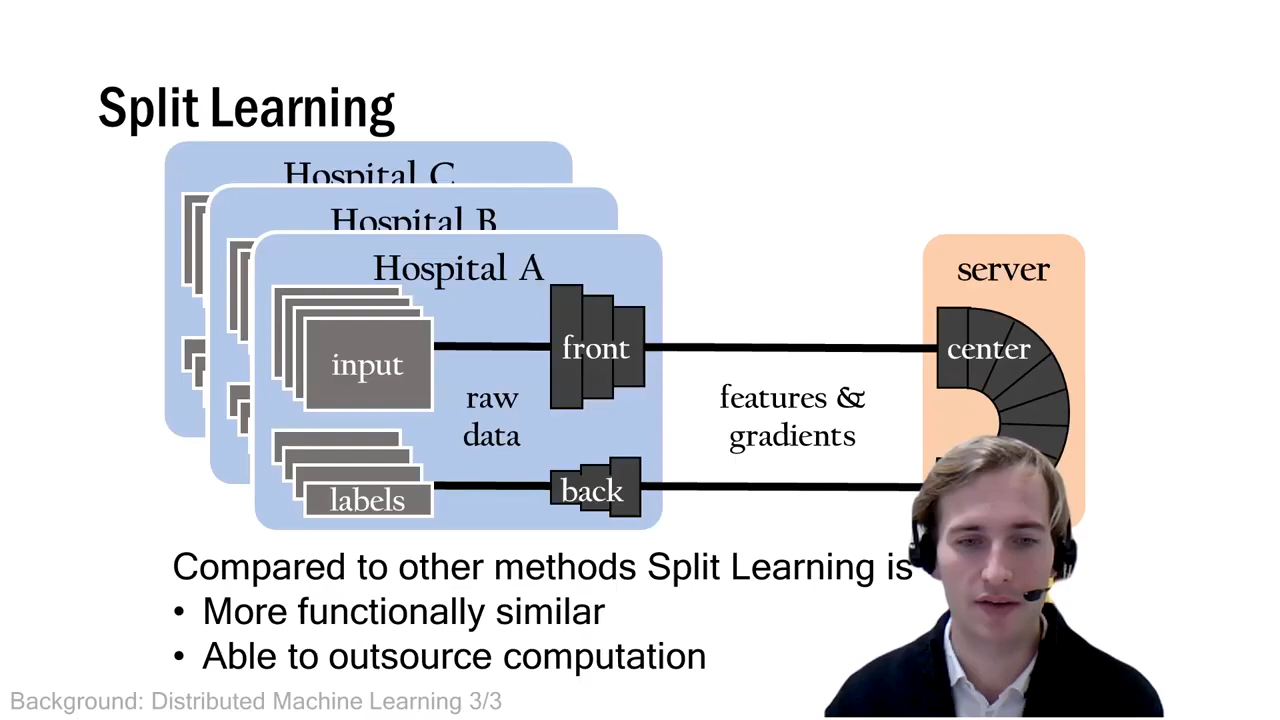 Split Learning
Hospital C
Hospital B
Hospital A
server
input
front
center
raw
data
features &
gradients
labels
back
Compared to other methods Split Learning is
• More functionally similar
• Able to outsource computation
Background: Distributed Machine Learning 3/3